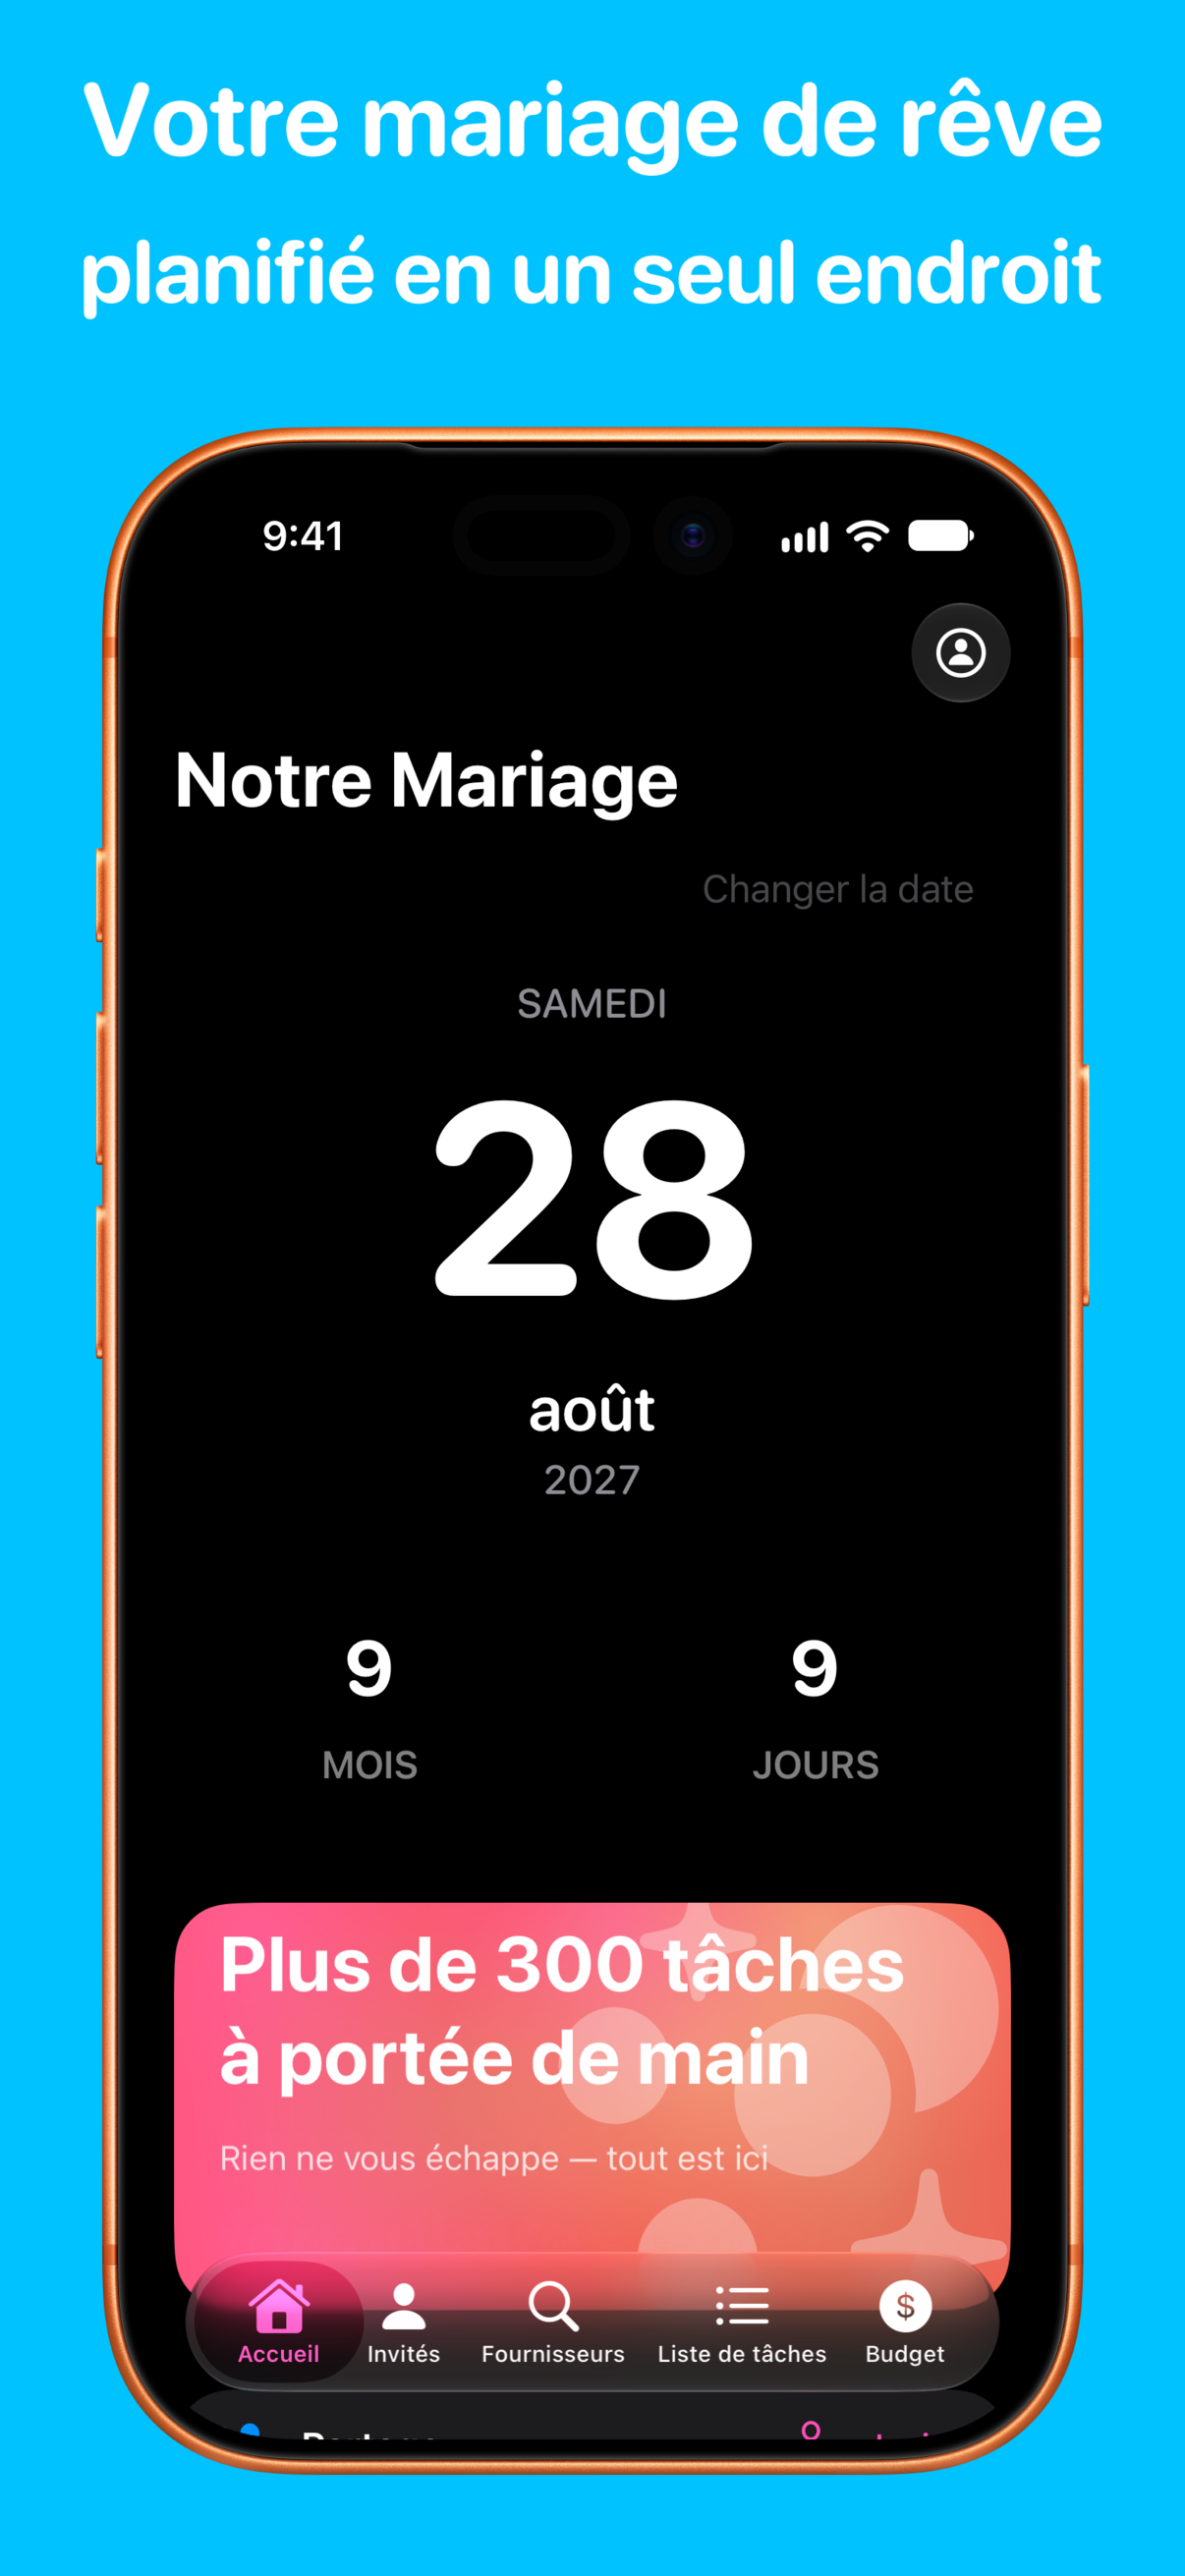 Votre mariage de rêve
planifié en un seul endroit
9:41
Notre Mariage
Changer la date
SAMEDI
28
août
2027
9
MOIS
9
JOURS
Plus de 300 tâches
à portée de main
Rien ne vous échappe — tout est ici
Accueil
Invités
Fournisseurs
Liste de tâches
Budget